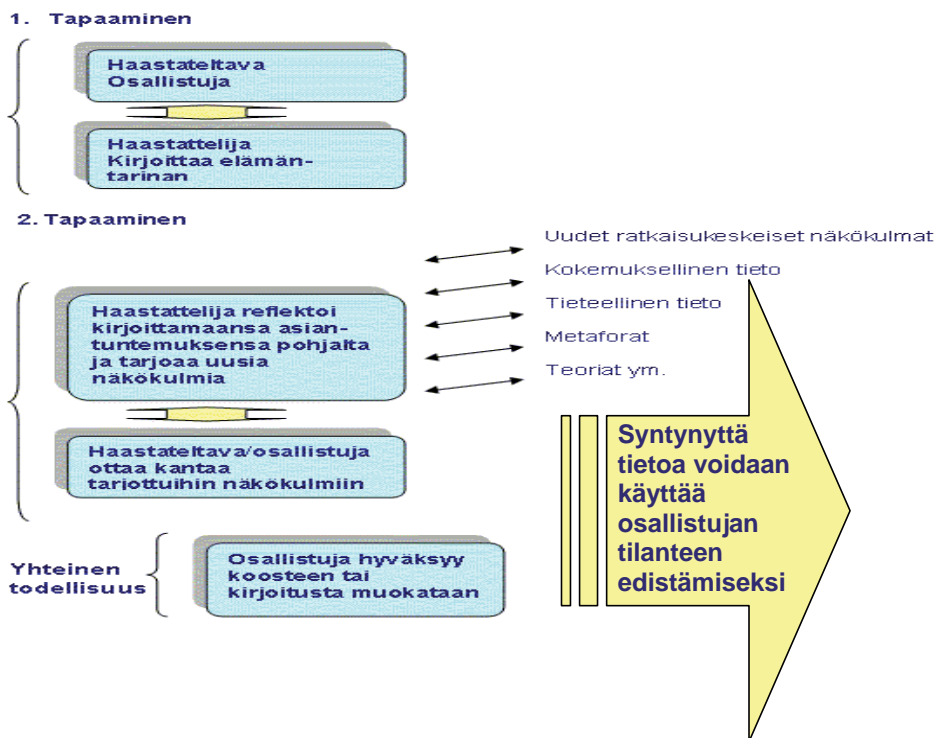 1. Tapaaminen
Haastateltava
Osallistuja
Haastattelija
Kirjoittaa elämän-
tarinan
2. Tapaaminen
Haastattelija reflektoi
kirjoittamaansa asian-
tuntemuksensa pohjalta
ja tarjoaa uusia
näkökulmia
Uudet ratkaisukeskeiset näkökulmat
Kokemuksellinen tieto
Tieteellinen tieto
Metaforat
Teoriat ym.
Haastateltava/osallistuja
ottaa kantaa
tarjottuihin näkökulmiin
Syntynyttä
tietoa voidaan
käyttää
osallistujan
tilanteen
edistämiseksi
Yhteinen
todellisuus
Osallistuja hyväksyy
koosteen tai
kirjoitusta muokataan